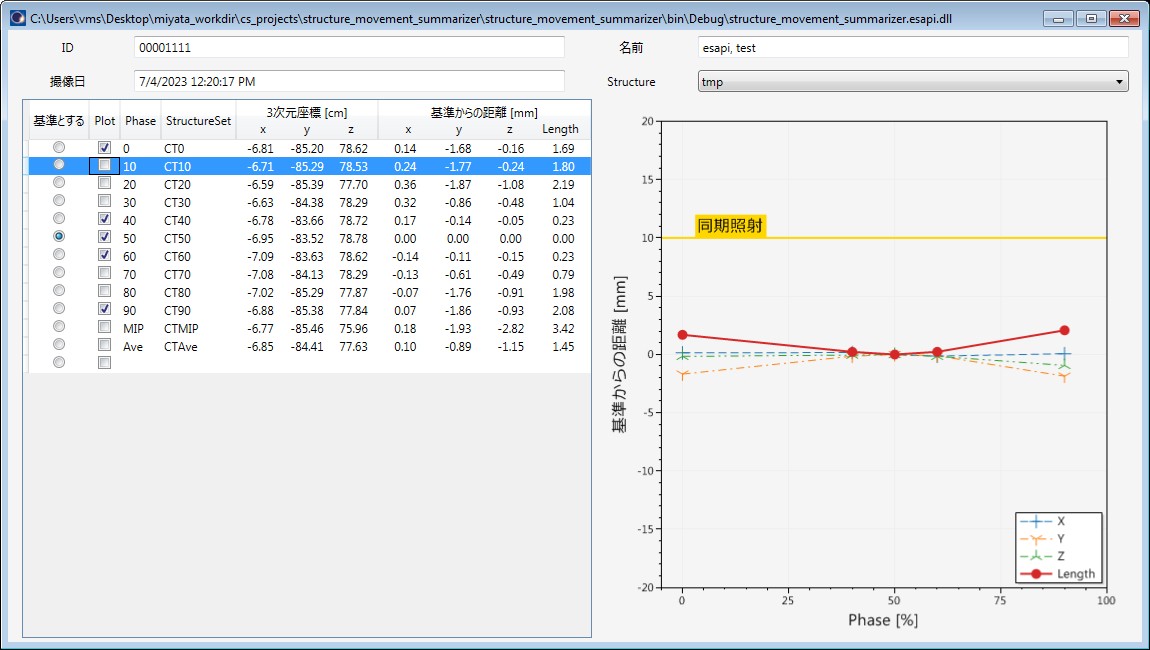 C:\Users\vms\Desktop\miyata_workdir\cs_projects\structure_movement_summarizer\structure_movement_summarizer\bin\Debug\structure_movement_summarizer.esapi.dll
ID 00001111 名前 esapi, test
撮像日 7/4/2023 12:20:17 PM Structure tmp
3次元座標 [cm] 基準からの距離 [mm]
基準とする Plot Phase StructureSet x y z x y z Length
0 CT0 -6.81 -85.20 78.62 0.14 -1.68 -0.16 1.69
10 CT10 -6.71 -85.29 78.53 0.24 -1.77 -0.24 1.80
20 CT20 -6.59 -85.39 77.70 0.36 -1.87 -1.08 2.19
30 CT30 -6.63 -84.38 78.29 0.32 -0.86 -0.48 1.04
40 CT40 -6.78 -83.66 78.72 0.17 -0.14 -0.05 0.23
50 CT50 -6.95 -83.52 78.78 0.00 0.00 0.00 0.00
60 CT60 -7.09 -83.63 78.62 -0.14 -0.11 -0.15 0.23
70 CT70 -7.08 -84.13 78.29 -0.13 -0.61 -0.49 0.79
80 CT80 -7.02 -85.29 77.87 -0.07 -1.76 -0.91 1.98
90 CT90 -6.88 -85.38 77.84 0.07 -1.86 -0.93 2.08
MIP CTMIP -6.77 -85.46 75.96 0.18 -1.93 -2.82 3.42
Ave CTAve -6.85 -84.41 77.63 0.10 -0.89 -1.15 1.45
20
15
同期照射
10
5
0
-5
-10
-15
-20
基準からの距離 [mm]
X
Y
Z
Length
0 25 50 75 100
Phase [%]